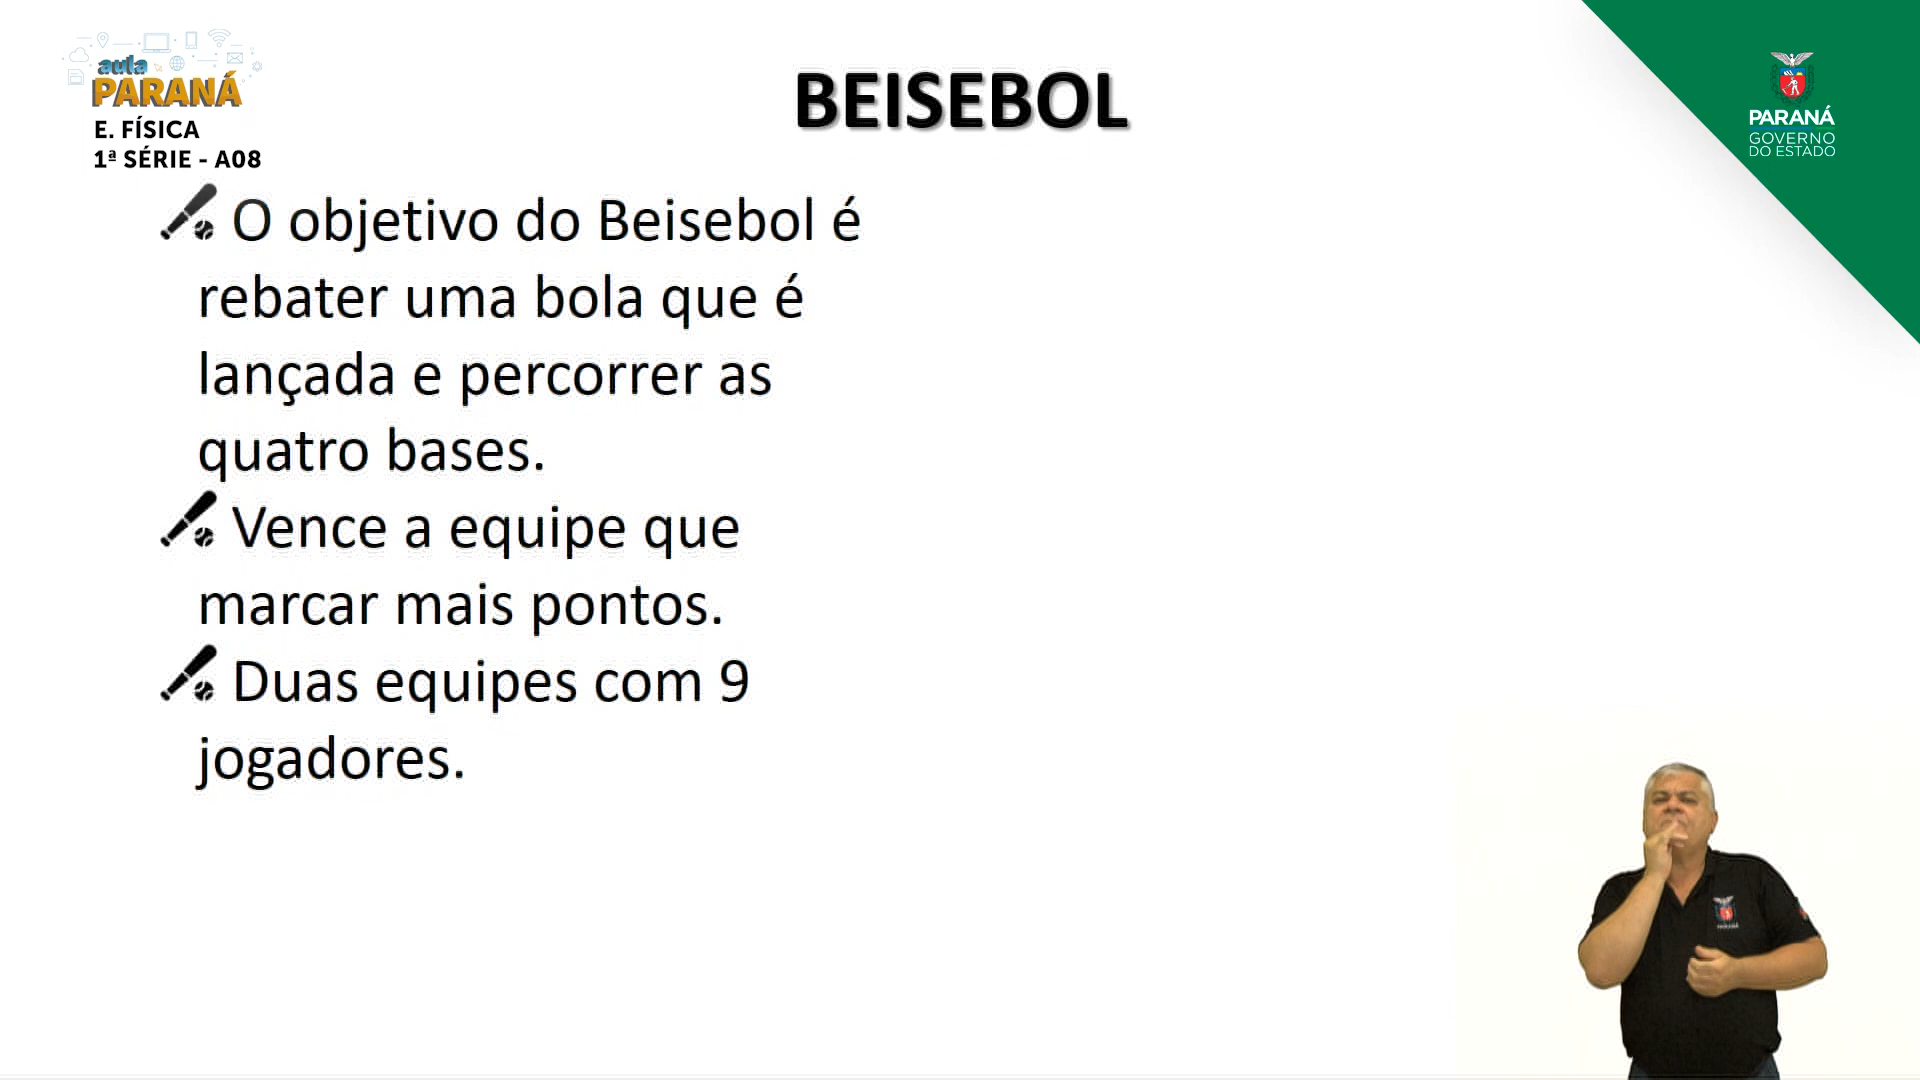 aula
PARANÁ
E. FÍSICA
1ª SÉRIE - A08
BEISEBOL
PARANÁ
GOVERNO
DO ESTADO
O objetivo do Beisebol é
rebater uma bola que é
lançada e percorrer as
quatro bases.
Vence a equipe que
marcar mais pontos.
Duas equipes com 9
jogadores.